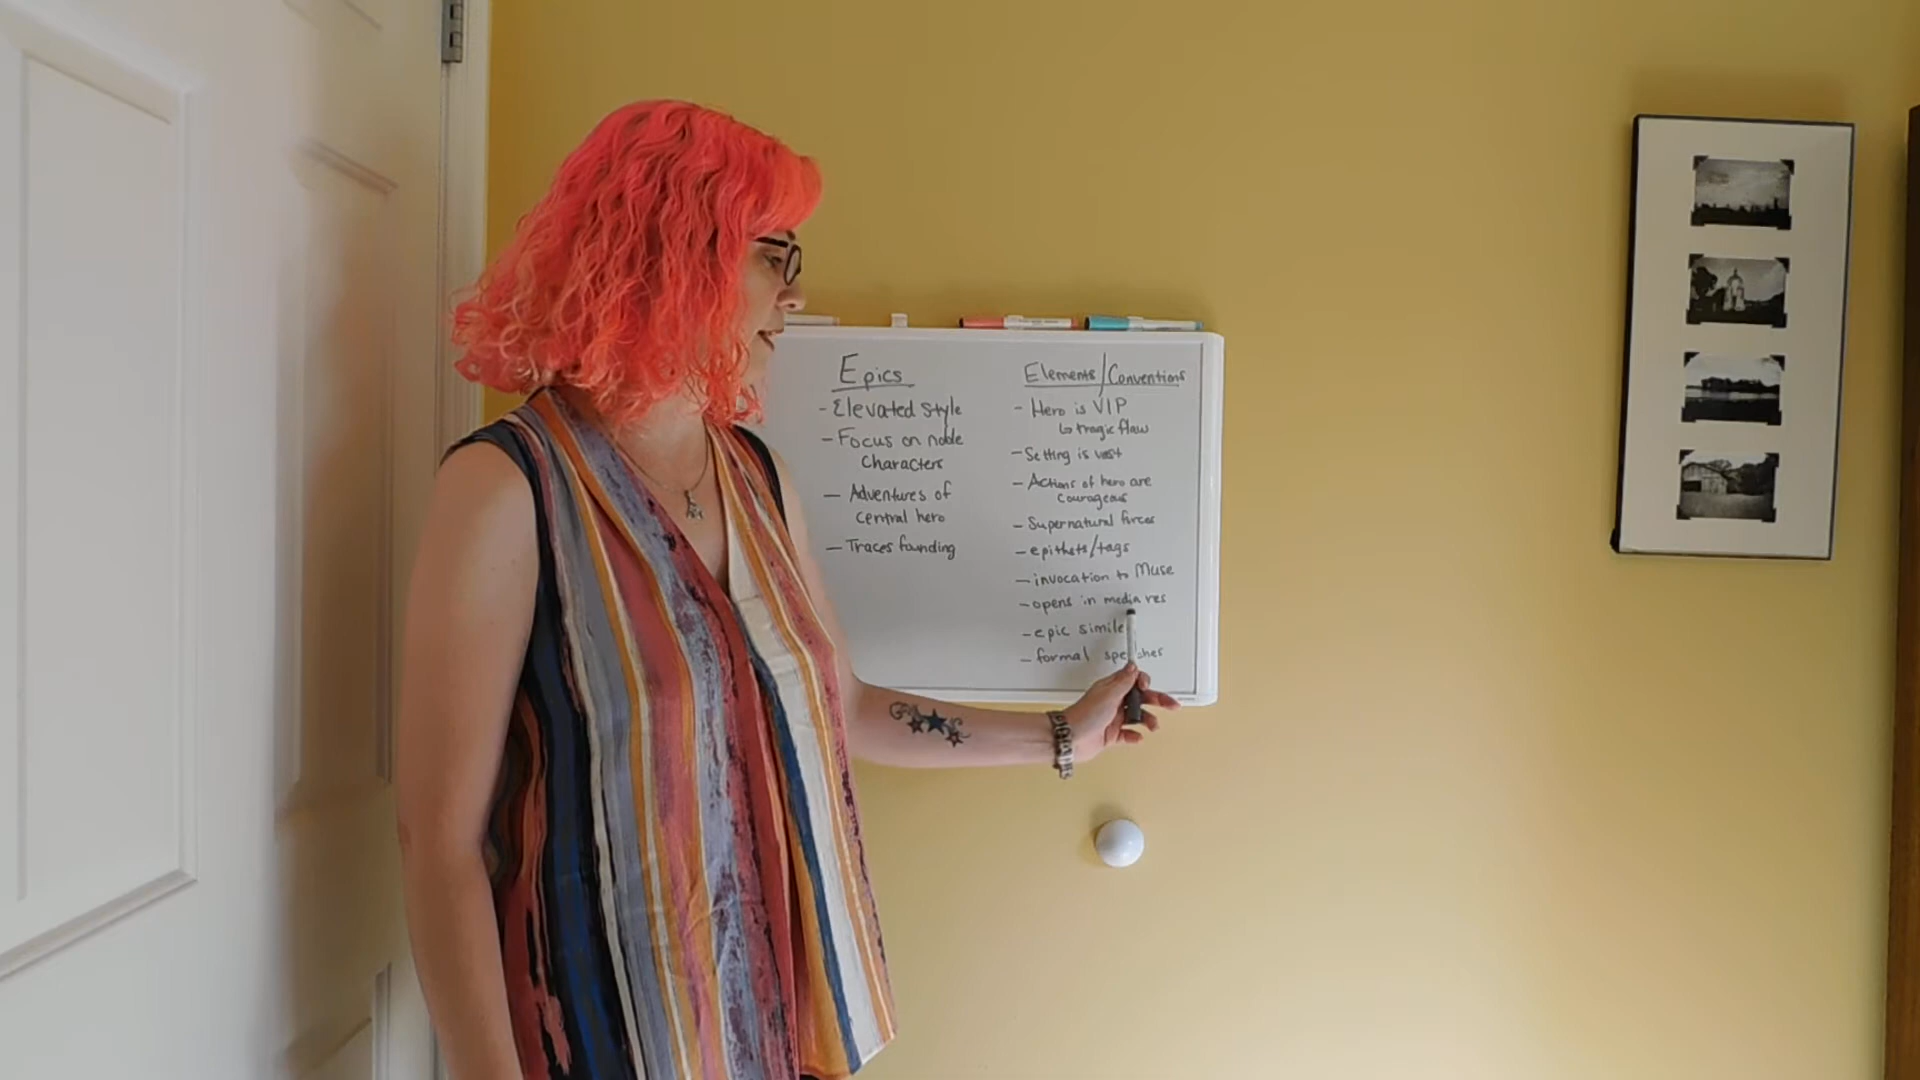 Epics
- Elevated style
- Focus on noble
characters
- Adventures of
central hero
- Traces founding
Elements/Conventions
- Hero is VIP
↳ tragic flaw
- Setting is vast
- Actions of hero are
courageous
- Supernatural forces
- epithets/tags
- invocation to Muse
- opens in media res
- epic simile
- formal speeches